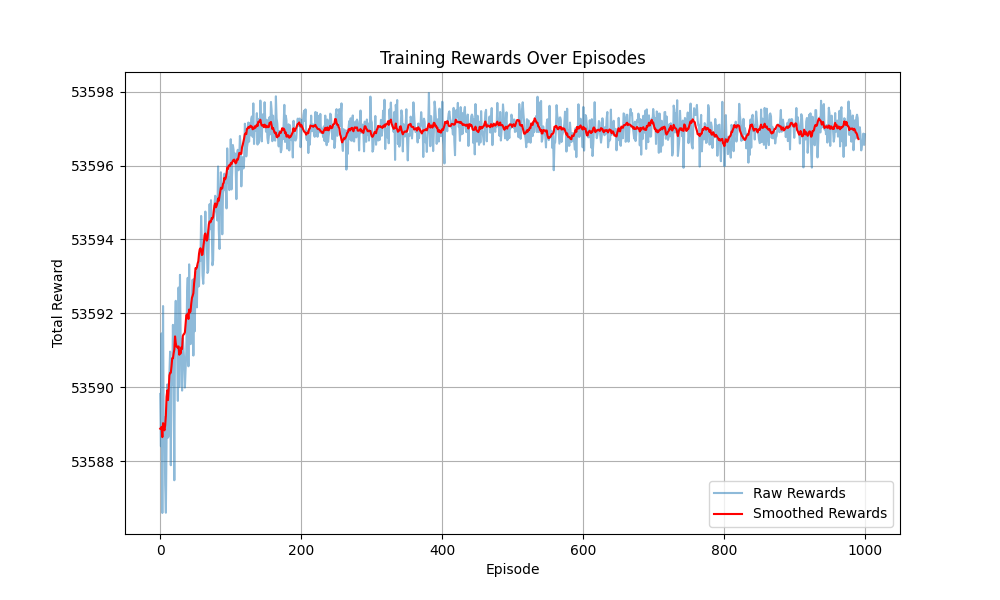 Training Rewards Over Episodes
Total Reward
53598
53596
53594
53592
53590
53588
0 200 400 600 800 1000
Episode
Raw Rewards
Smoothed Rewards